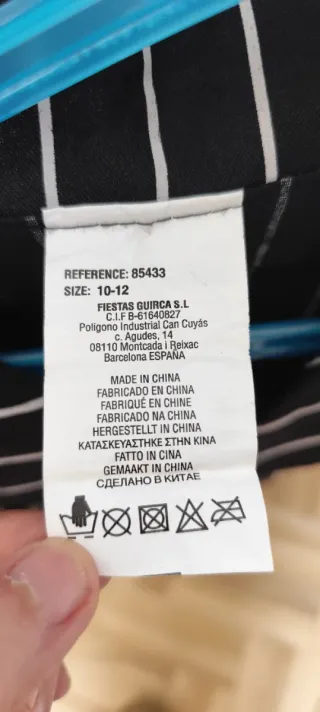 REFERENCE: 85433
SIZE: 10-12
FIESTAS GUIRCA S.L
C.I.F B-61640827
Polígono Industrial Can Cuyás
c. Agudes, 14
08110 Montcada i Reixac
Barcelona ESPAÑA
MADE IN CHINA
FABRICADO EN CHINA
FABRIQUÉ EN CHINE
FABRICADO NA CHINA
HERGESTELLT IN CHINA
ΚΑΤΑΣΚΕΥΑΣΤΗΚΕ ΣΤΗΝ ΚΙΝΑ
FATTO IN CINA
GEMAAKT IN CHINA
СДЕЛАНО В КИТАЕ